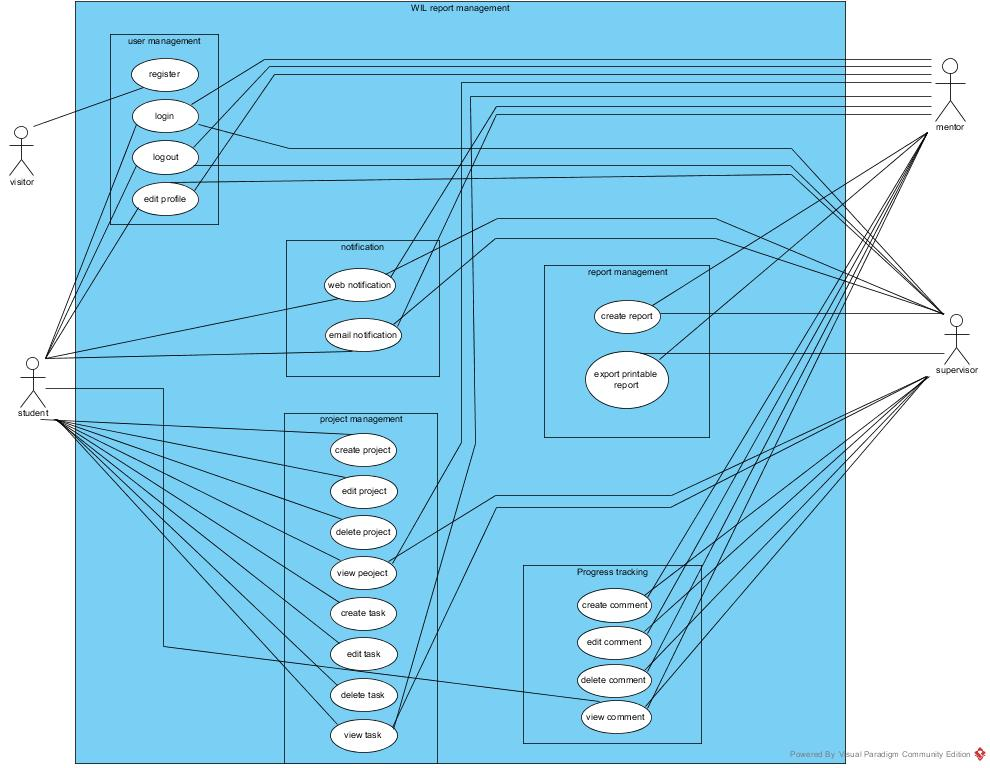 WIL report management
user management
register
login
logout
edit profile
visitor
mentor
notification
web notification
email notification
report management
create report
export printable
report
supervisor
student
project management
create project
edit project
delete project
view peoject
create task
edit task
delete task
view task
Progress tracking
create comment
edit comment
delete comment
view comment
Powered By Visual Paradigm Community Edition